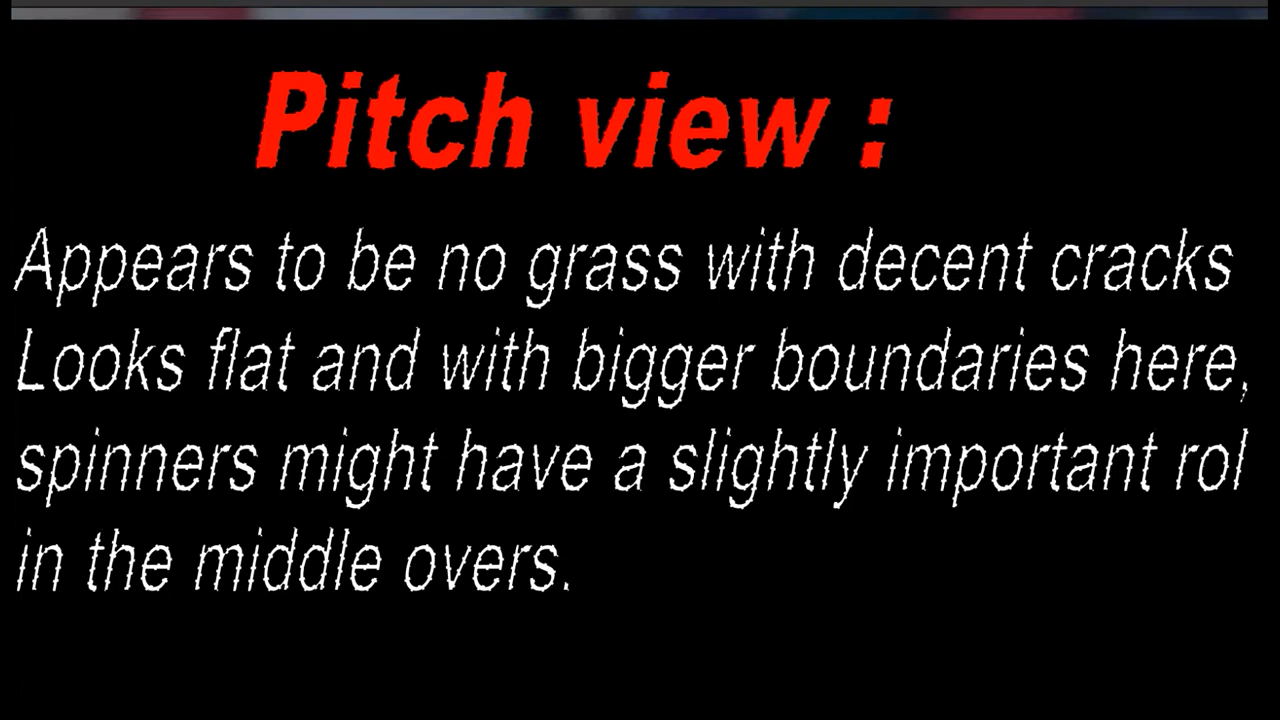 Pitch view :
Appears to be no grass with decent cracks
Looks flat and with bigger boundaries here,
spinners might have a slightly important rol
in the middle overs.